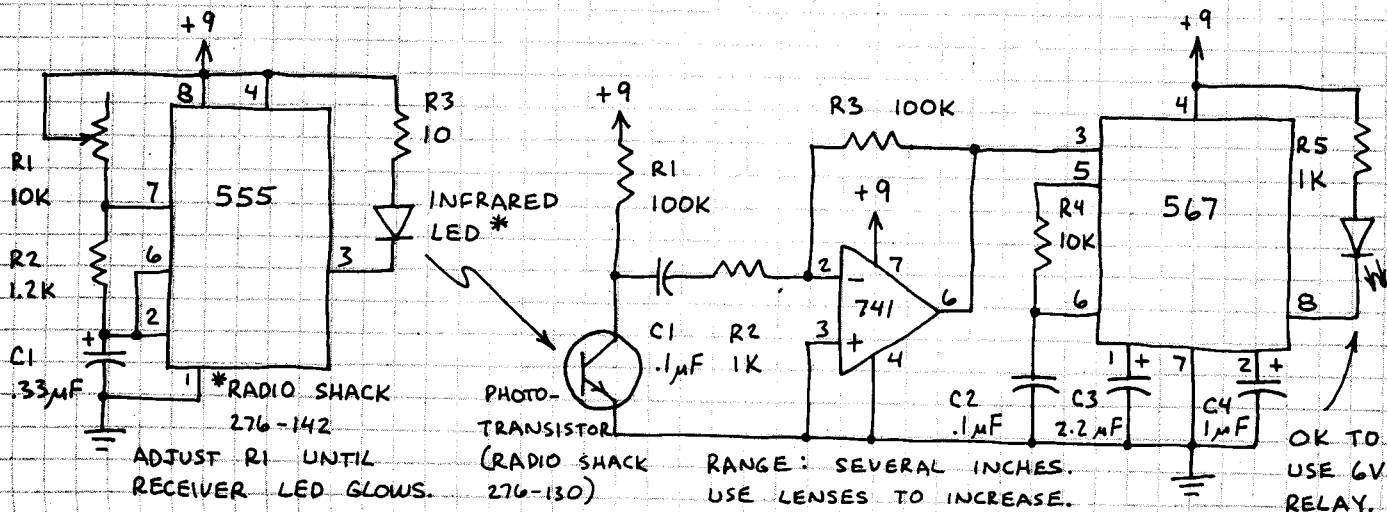 +9
8
4
R3
10
R1
10K
7
555
INFRARED
LED *
R2
1.2K
6
3
2
+
C1
.33µF
1
*RADIO SHACK
276-142
ADJUST R1 UNTIL
RECEIVER LED GLOWS.
+9
R1
100K
C1
.1µF
R2
1K
PHOTO-
TRANSISTOR
(RADIO SHACK
276-130)
R3 100K
+9
2
-
7
741
6
3
+
4
RANGE: SEVERAL INCHES.
USE LENSES TO INCREASE.
+9
4
3
5
R5
1K
567
R4
10K
6
8
1
+
7
2
+
C2
.1µF
C3
2.2µF
C4
1µF
OK TO
USE 6V
RELAY.